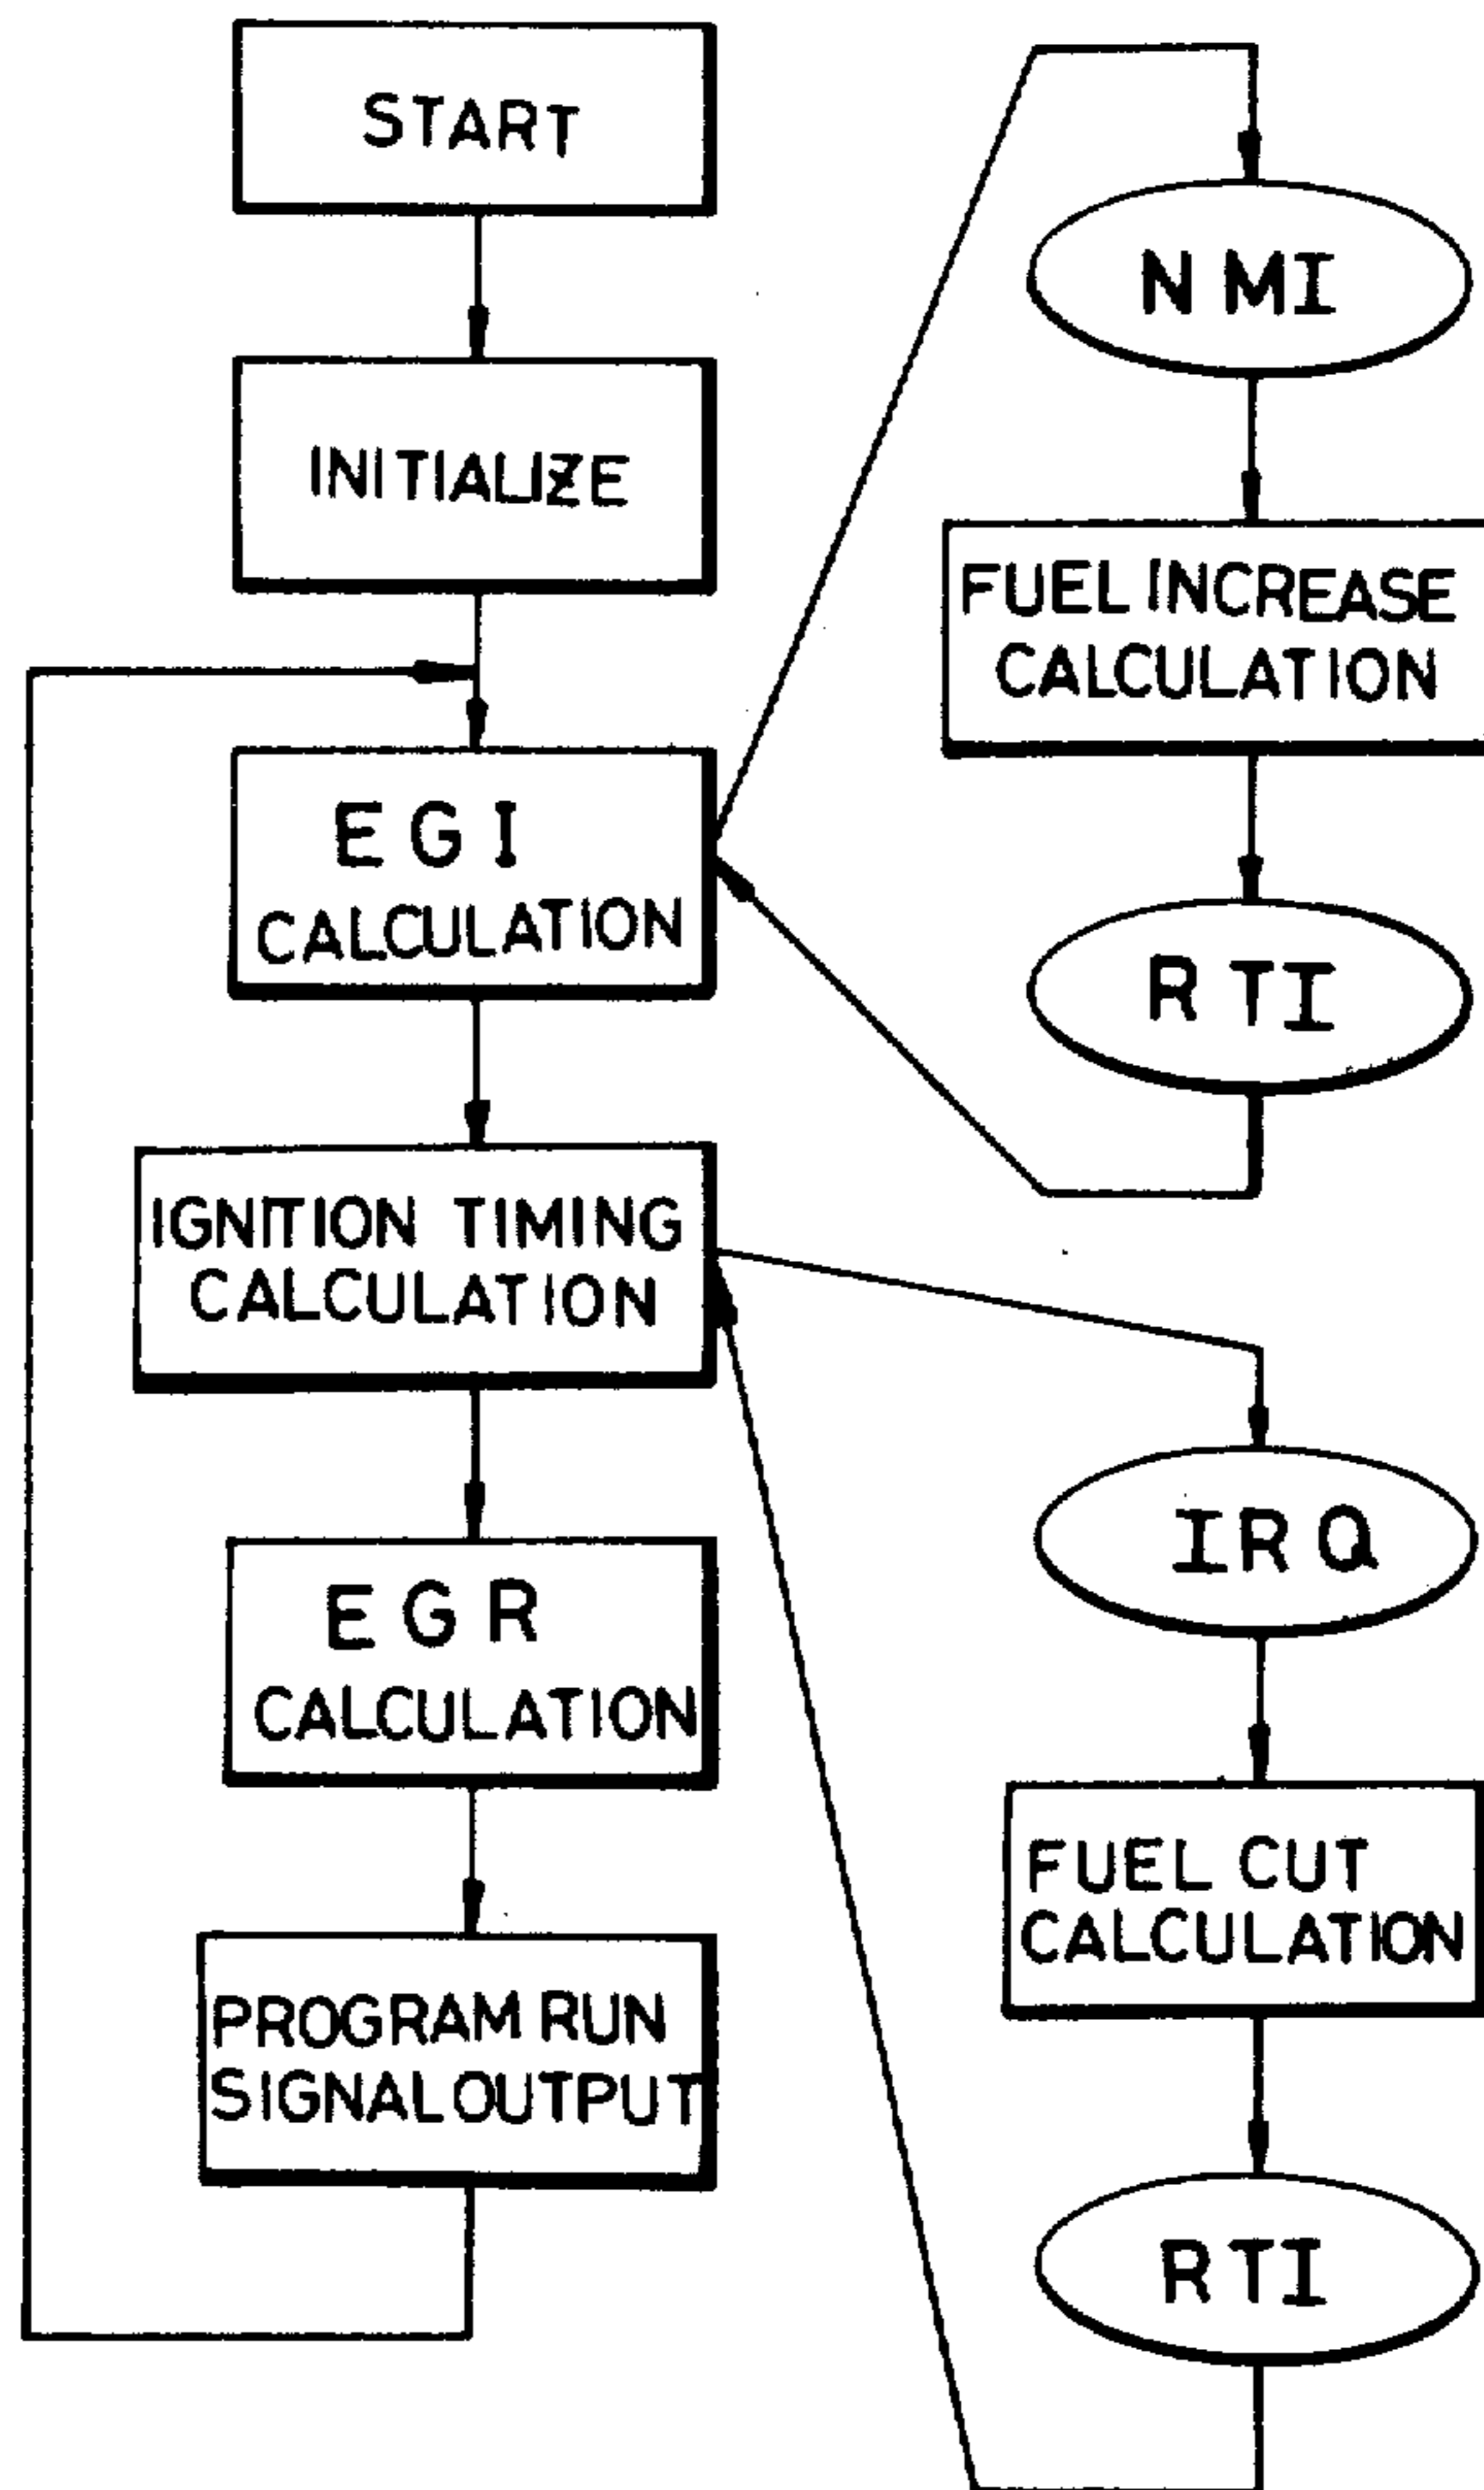 START
INITIALIZE
EGI
CALCULATION
IGNITION TIMING
CALCULATION
EGR
CALCULATION
PROGRAM RUN
SIGNAL OUTPUT
NMI
FUEL INCREASE
CALCULATION
RTI
IRQ
FUEL CUT
CALCULATION
RTI